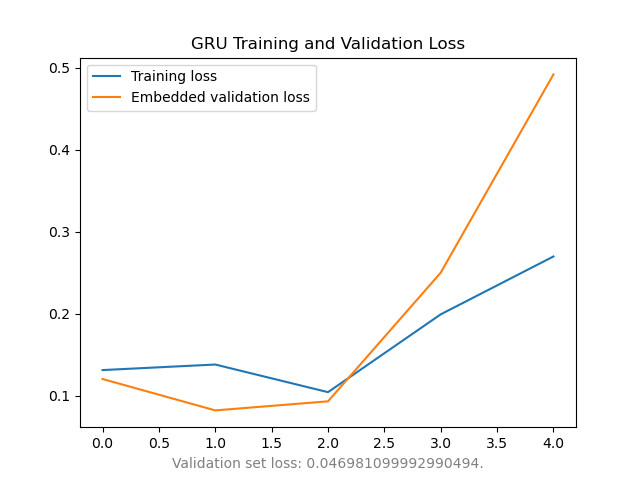 GRU Training and Validation Loss
Training loss
Embedded validation loss
0.5
0.4
0.3
0.2
0.1
0.0 0.5 1.0 1.5 2.0 2.5 3.0 3.5 4.0
Validation set loss: 0.046981099992990494.